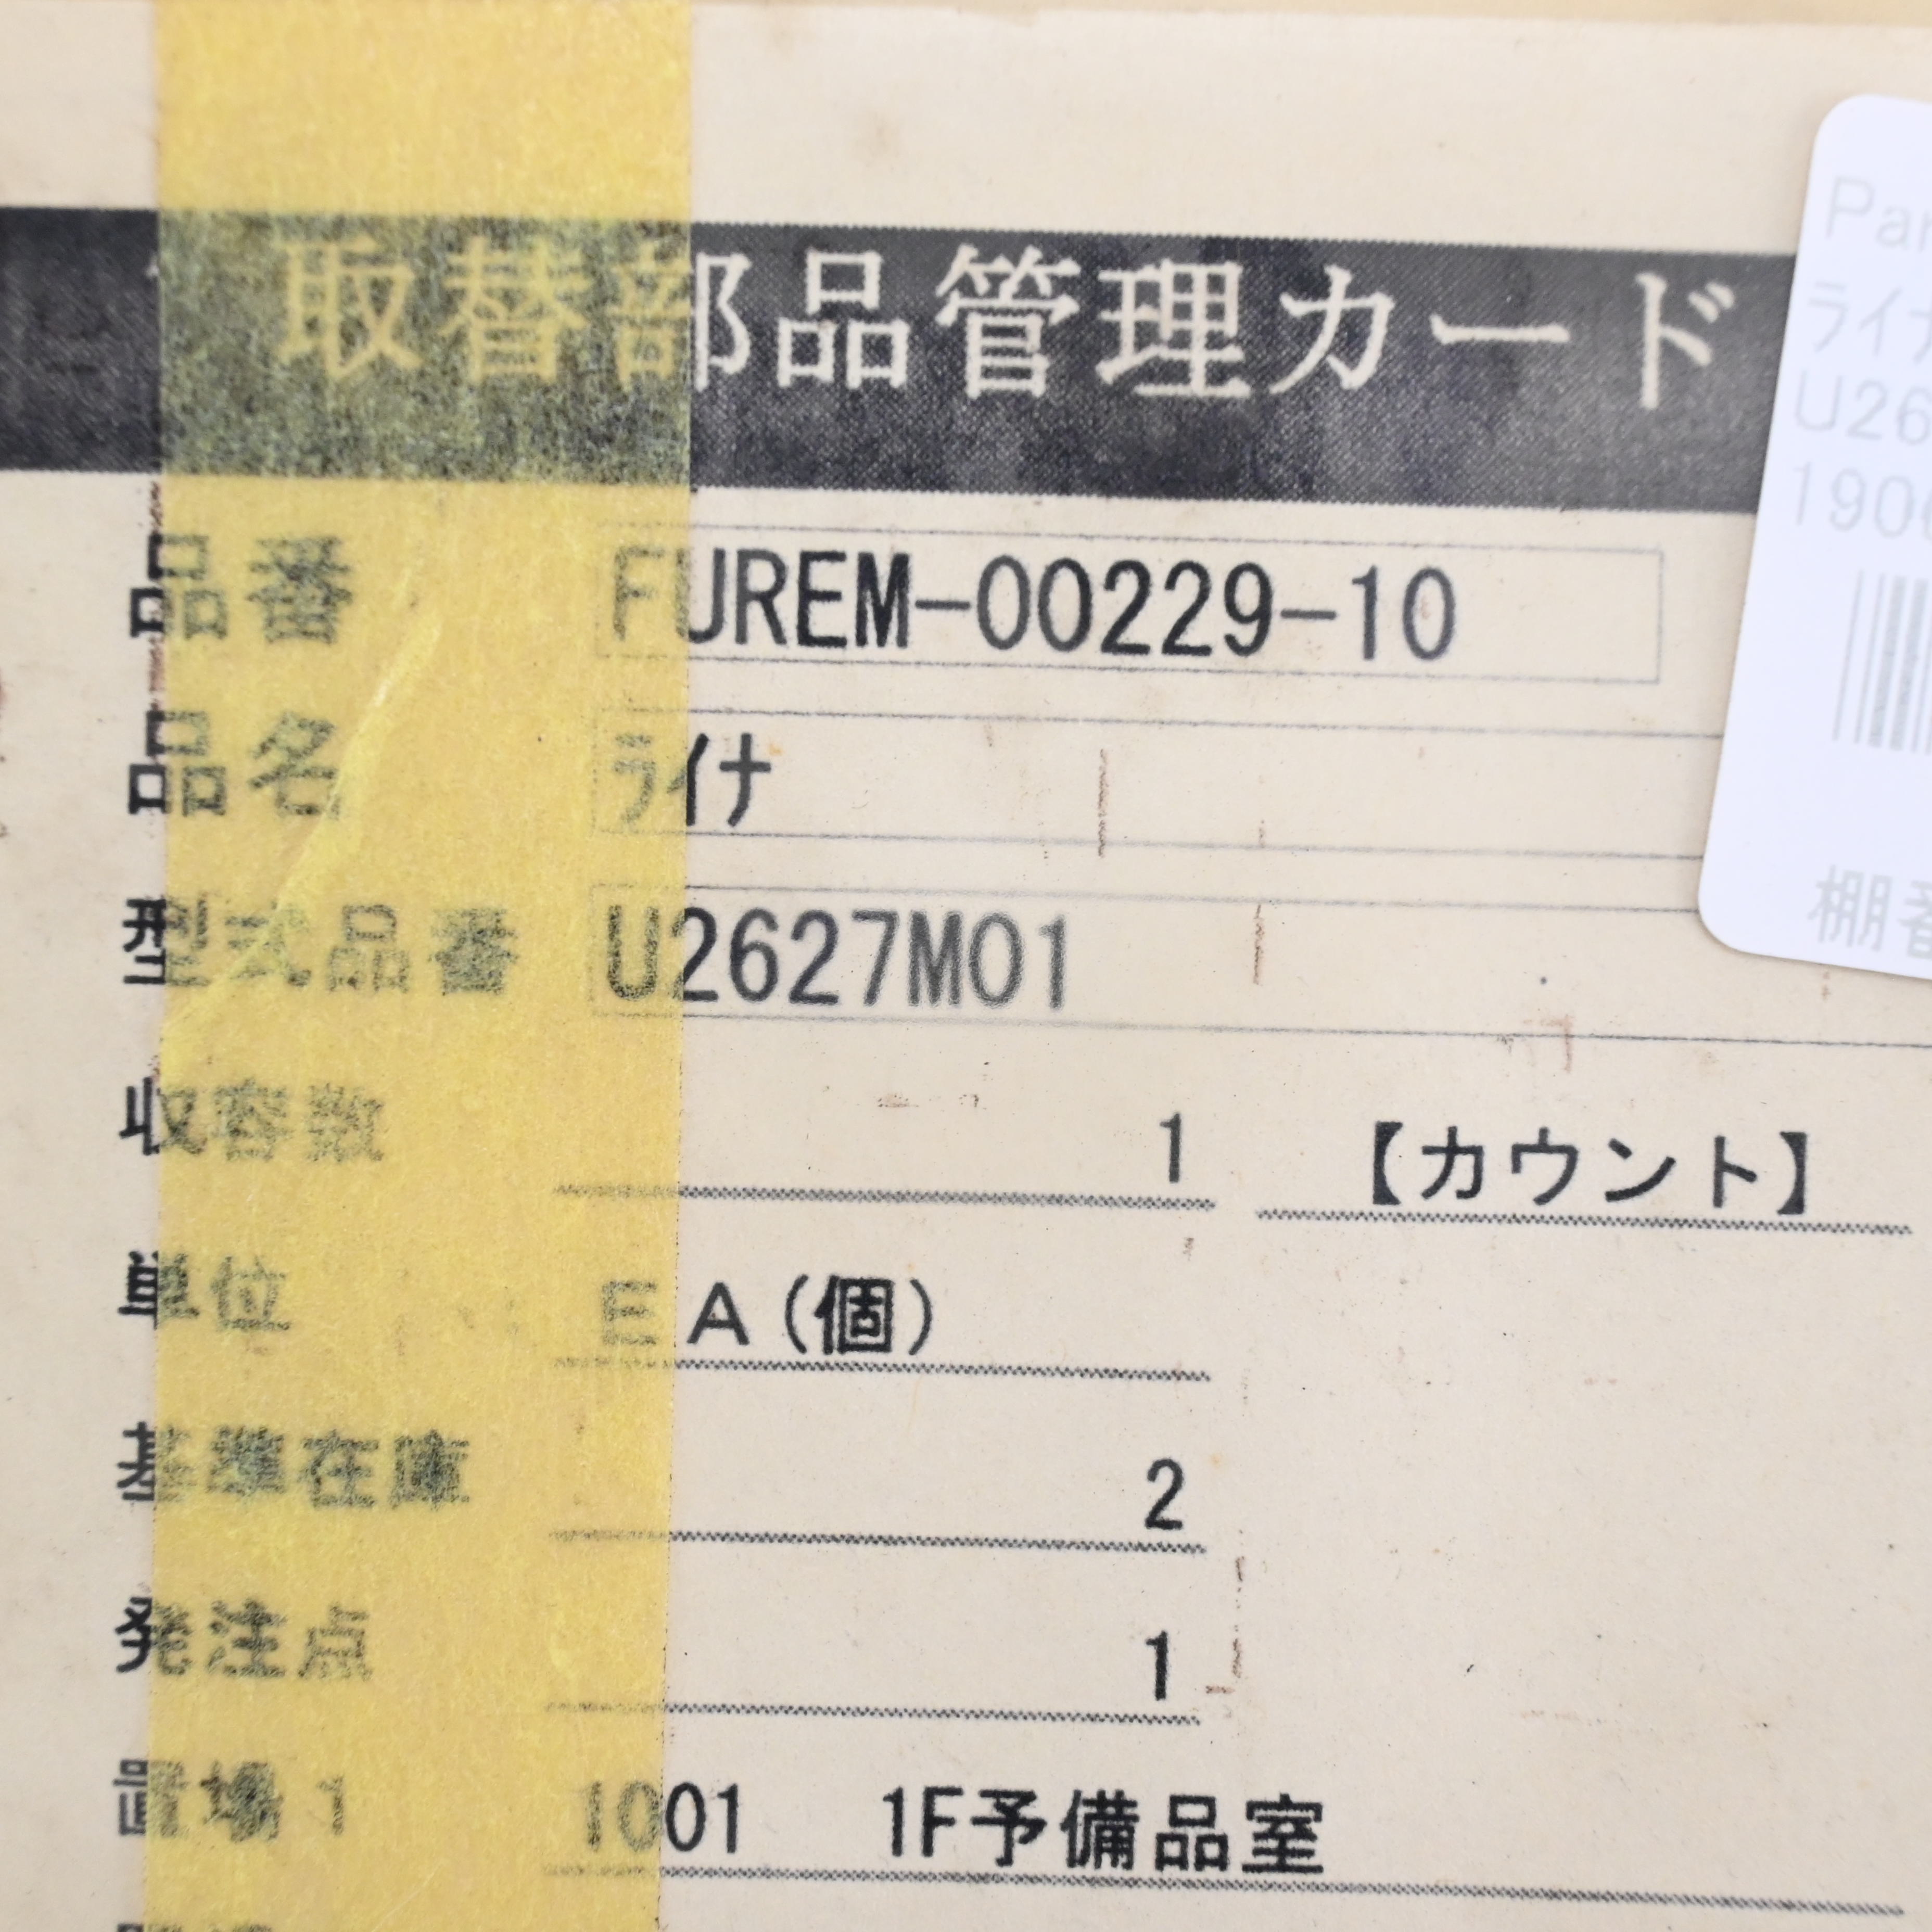 取替部品管理カード
品番 FUREM-00229-10
品名 ライナ
型式品番 U2627M01
収容数 1 【カウント】
単位 EA(個)
基準在庫 2
発注点 1
置場1 1001 1F予備品室
Par
ライナ
U26
190
棚番